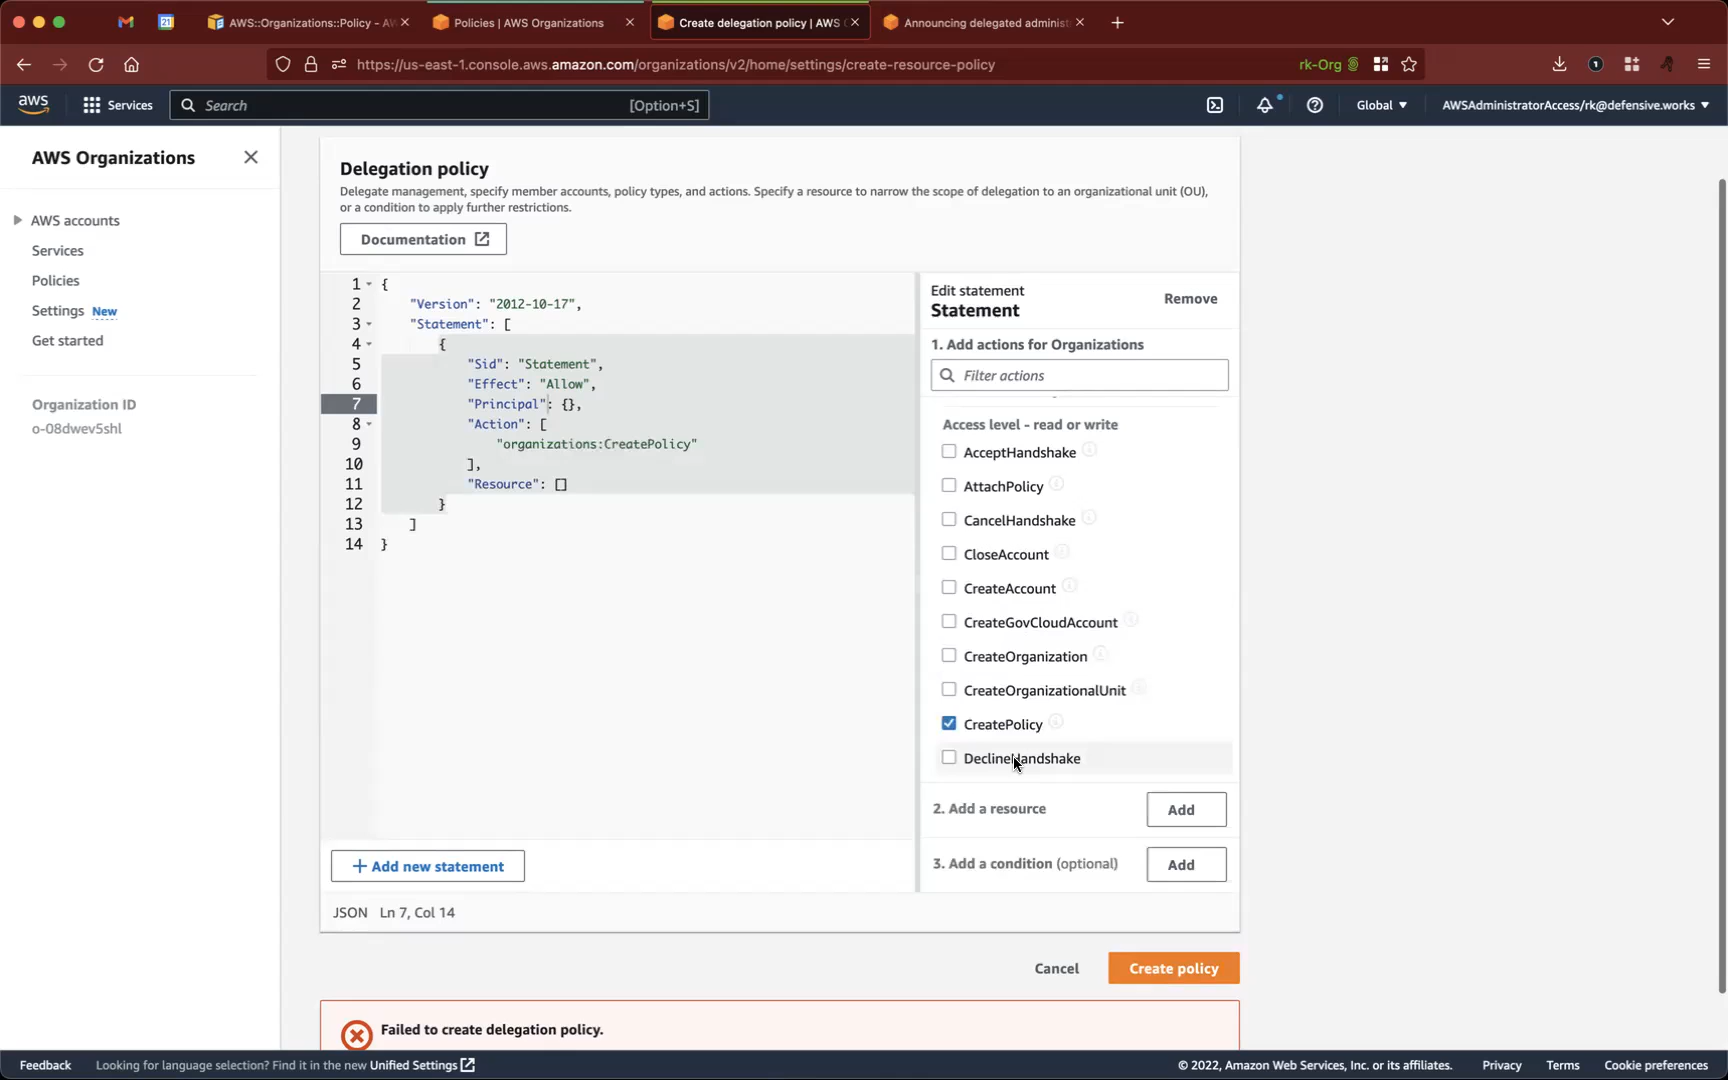 AWS::Organizations::Policy - AW
Policies | AWS Organizations
Create delegation policy | AWS
Announcing delegated adminis
https://us-east-1.console.aws.amazon.com/organizations/v2/home/settings/create-resource-policy
rk-Org
aws
Services
Search
[Option+S]
Global
AWSAdministratorAccess/rk@defensive.works
AWS Organizations
AWS accounts
Services
Policies
Settings New
Get started
Organization ID
o-08dwev5shl
Delegation policy
Delegate management, specify member accounts, policy types, and actions. Specify a resource to narrow the scope of delegation to an organizational unit (OU),
or a condition to apply further restrictions.
Documentation
1 {
2 "Version": "2012-10-17",
3 "Statement": [
4 {
5 "Sid": "Statement",
6 "Effect": "Allow",
7 "Principal": {},
8 "Action": [
9 "organizations:CreatePolicy"
10 ],
11 "Resource": []
12 }
13 ]
14 }
Add new statement
JSON Ln 7, Col 14
Edit statement
Statement
Remove
1. Add actions for Organizations
Filter actions
Access level - read or write
AcceptHandshake
AttachPolicy
CancelHandshake
CloseAccount
CreateAccount
CreateGovCloudAccount
CreateOrganization
CreateOrganizationalUnit
CreatePolicy
DeclineHandshake
2. Add a resource
Add
3. Add a condition (optional)
Add
Cancel
Create policy
Failed to create delegation policy.
Feedback
Looking for language selection? Find it in the new Unified Settings
© 2022, Amazon Web Services, Inc. or its affiliates.
Privacy
Terms
Cookie preferences